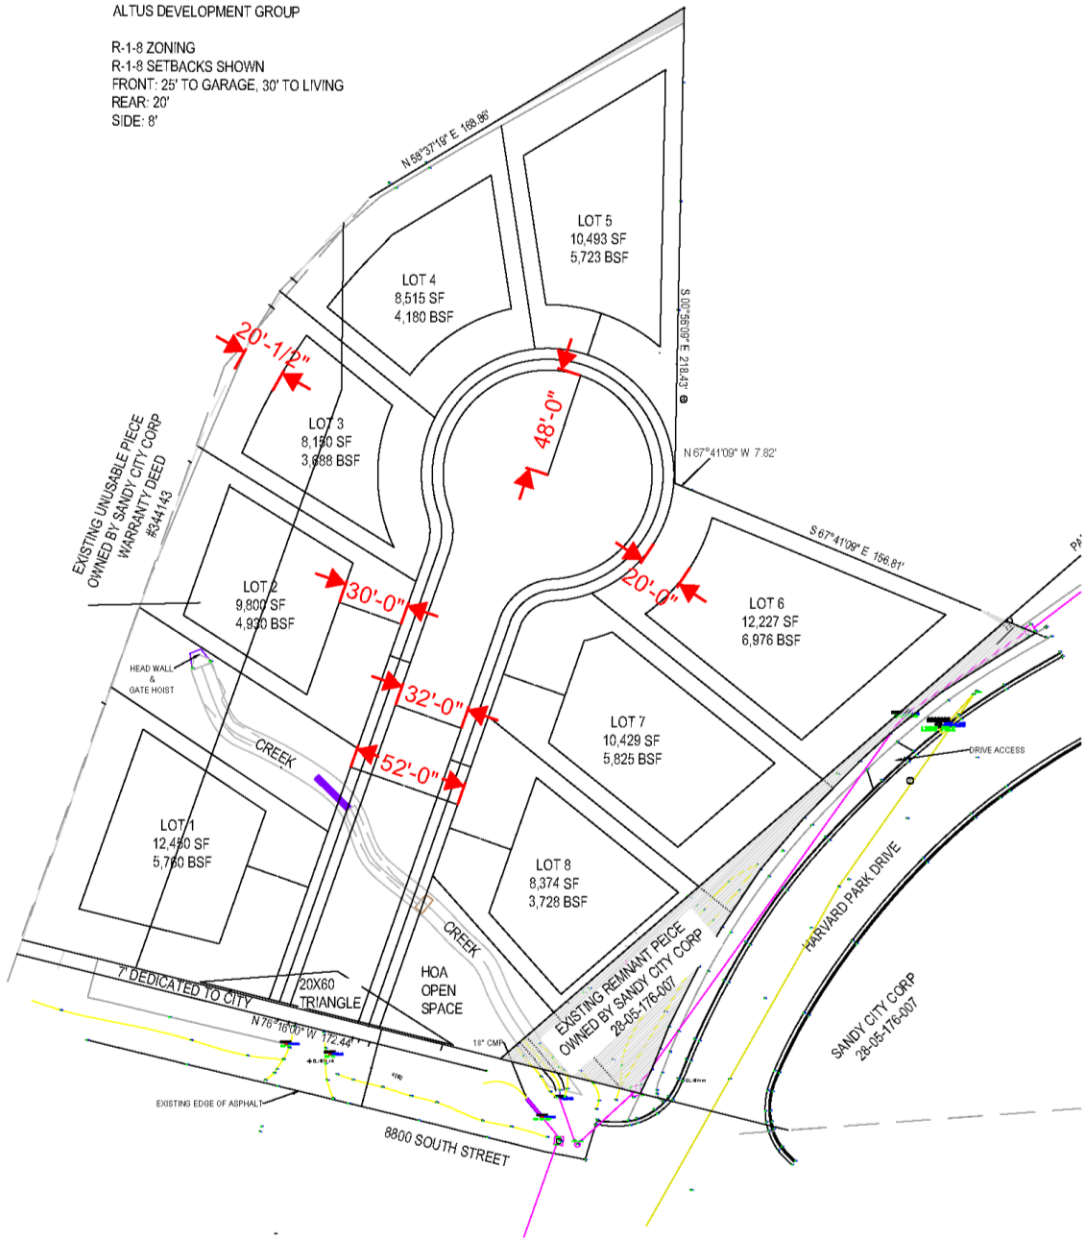 ALTUS DEVELOPMENT GROUP
R-1-8 ZONING
R-1-8 SETBACKS SHOWN
FRONT: 25' TO GARAGE, 30' TO LIVING
REAR: 20'
SIDE: 8'
N 58°37'19" E 168.86'
LOT 5
10,493 SF
5,723 BSF
LOT 4
8,515 SF
4,180 BSF
S 00°56'09" E 218.43'
20'-1/2"
LOT 3
8,150 SF
3,688 BSF
48'-0"
N 67°41'09" W 7.82'
EXISTING UNUSABLE PIECE
OWNED BY SANDY CITY CORP
WARRANTY DEED
#344143
S 67°41'09" E 156.81'
PA
LOT 2
9,800 SF
4,930 BSF
30'-0"
20'-0"
LOT 6
12,227 SF
6,976 BSF
HEAD WALL
&
GATE HOIST
32'-0"
CREEK
52'-0"
LOT 7
10,429 SF
5,825 BSF
DRIVE ACCESS
LOT 1
12,450 SF
5,760 BSF
LOT 8
8,374 SF
3,728 BSF
HARVARD PARK DRIVE
CREEK
HOA
OPEN
SPACE
20X60
TRIANGLE
7' DEDICATED TO CITY
EXISTING REMNANT PEICE
OWNED BY SANDY CITY CORP
28-05-176-007
SANDY CITY CORP
28-05-176-007
N 76°16'00" W 172.44'
18" CMP
EXISTING EDGE OF ASPHALT
8800 SOUTH STREET